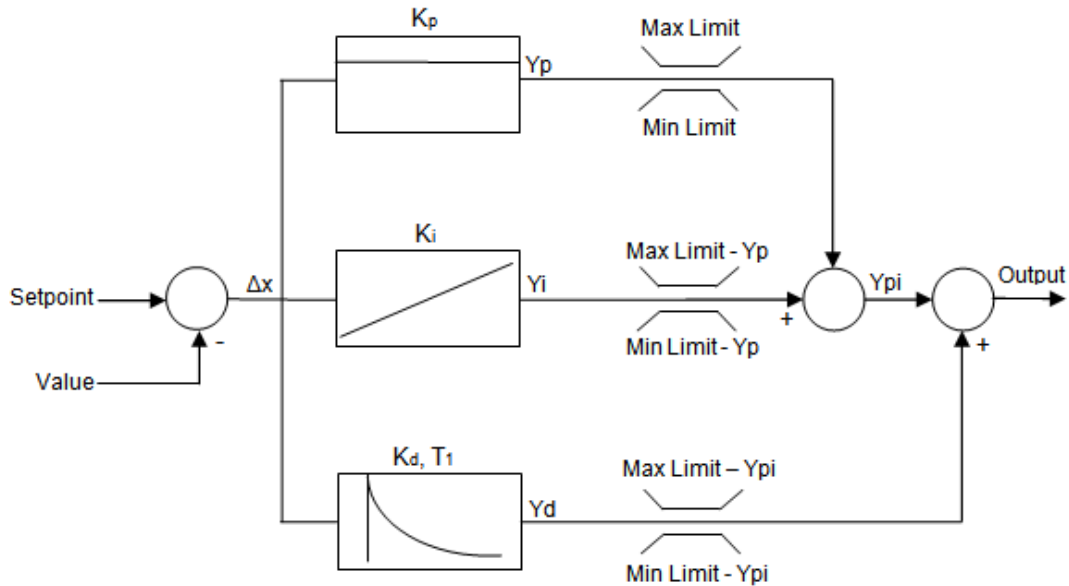 Kp
Yp
Max Limit
Min Limit
Ki
Yi
Max Limit - Yp
Min Limit - Yp
Setpoint
Δx
-
Value
+
Ypi
Output
+
Kd, T1
Yd
Max Limit – Ypi
Min Limit - Ypi